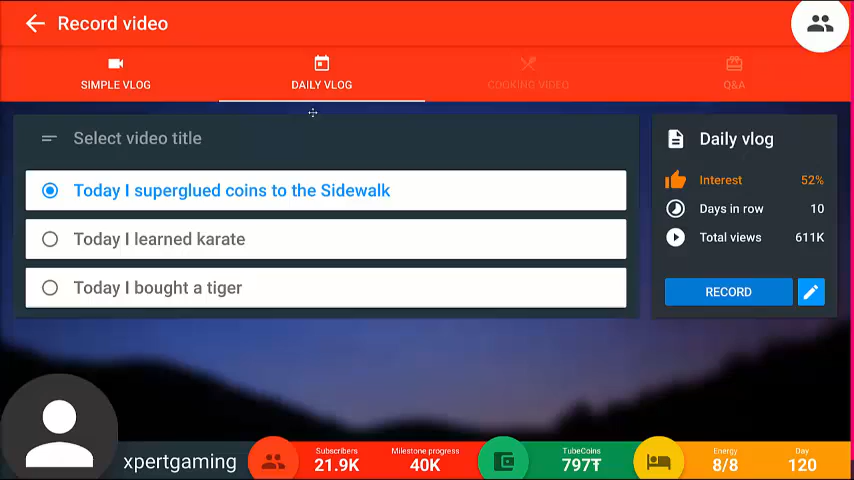 Record video
SIMPLE VLOG
DAILY VLOG
COOKING VIDEO
Q&A
Select video title
Today I superglued coins to the Sidewalk
Today I learned karate
Today I bought a tiger
Daily vlog
Interest 52%
Days in row 10
Total views 611K
RECORD
xpertgaming
Subscribers
21.9K
Milestone progress
40K
TubeCoins
797Ŧ
Energy
8/8
Day
120